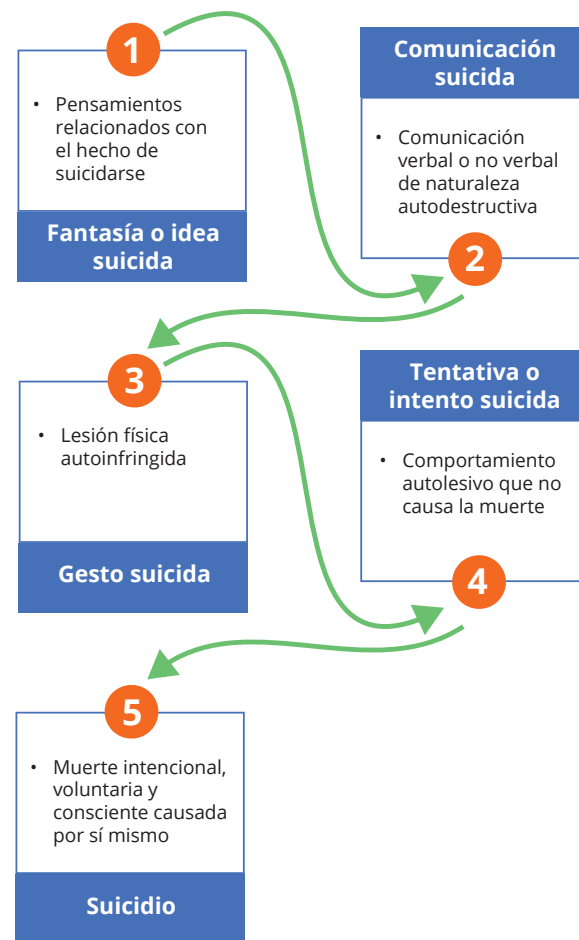 1
• Pensamientos
relacionados con
el hecho de
suicidarse
Fantasía o idea
suicida
Comunicación
suicida
• Comunicación
verbal o no verbal
de naturaleza
autodestructiva
2
3
• Lesión física
autoinfringida
Gesto suicida
Tentativa o
intento suicida
• Comportamiento
autolesivo que no
causa la muerte
4
5
• Muerte intencional,
voluntaria y
consciente causada
por sí mismo
Suicidio